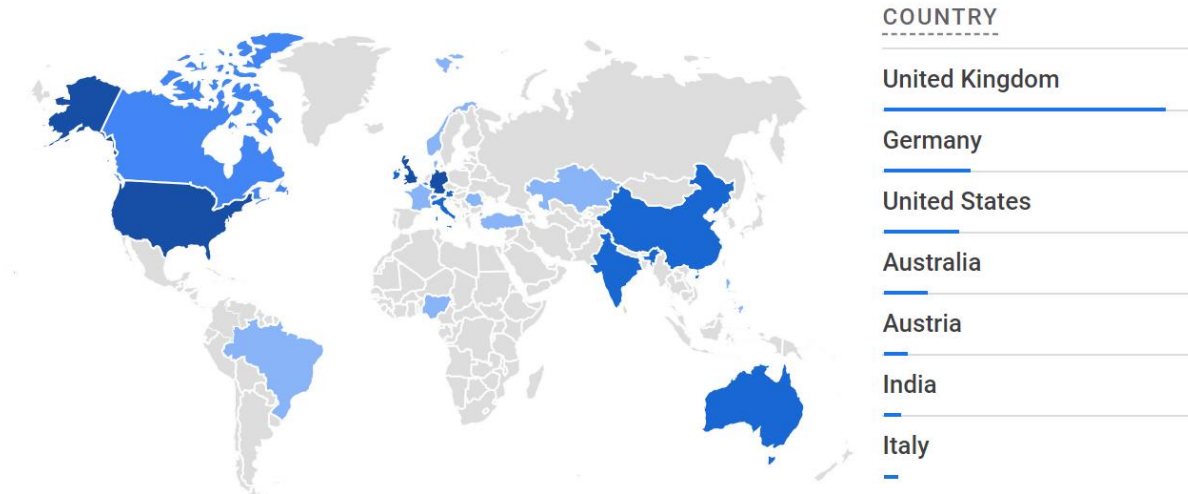 COUNTRY
United Kingdom
Germany
United States
Australia
Austria
India
Italy